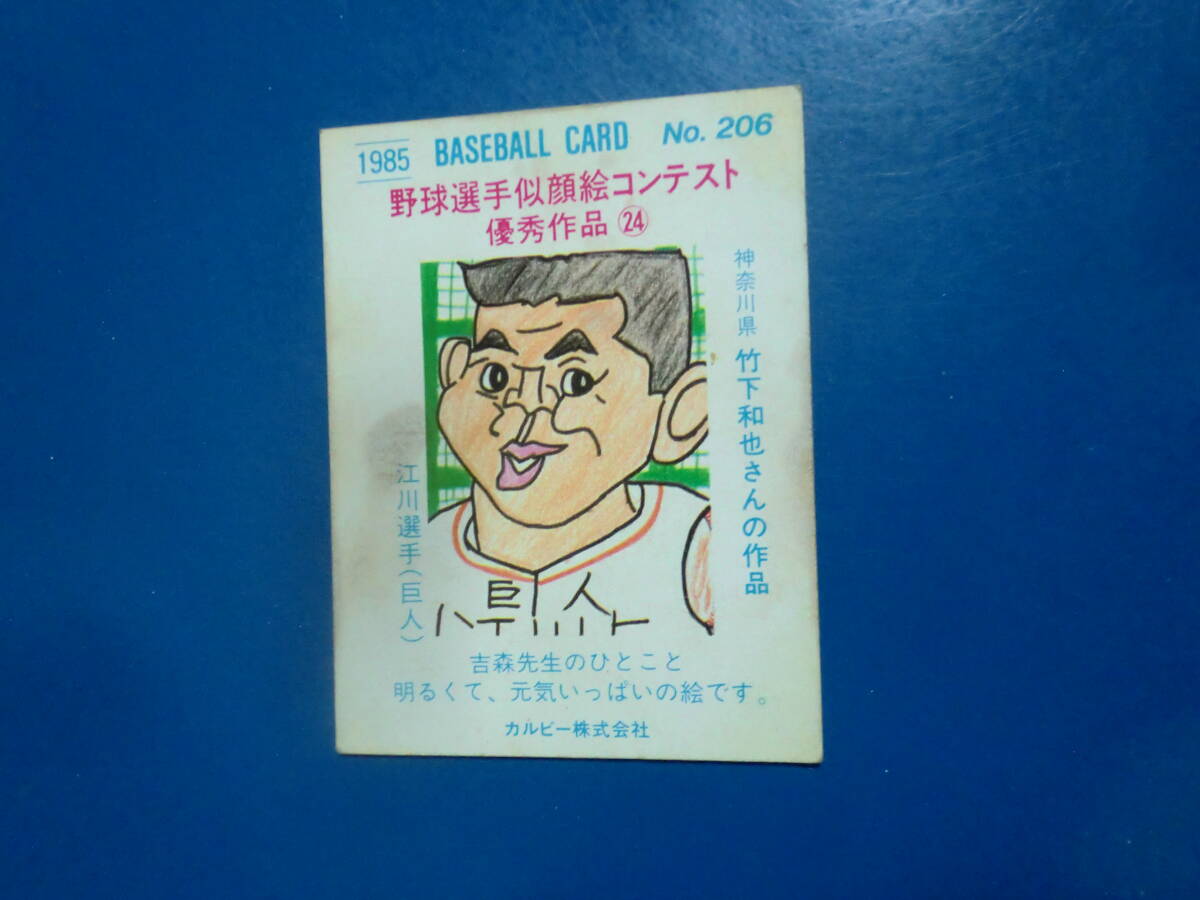 1985 BASEBALL CARD No. 206
野球選手似顔絵コンテスト
優秀作品㉔
神奈川県 竹下和也さんの作品
江川選手(巨人)
巨人
吉森先生のひとこと
明るくて、元気いっぱいの絵です。
カルビー株式会社